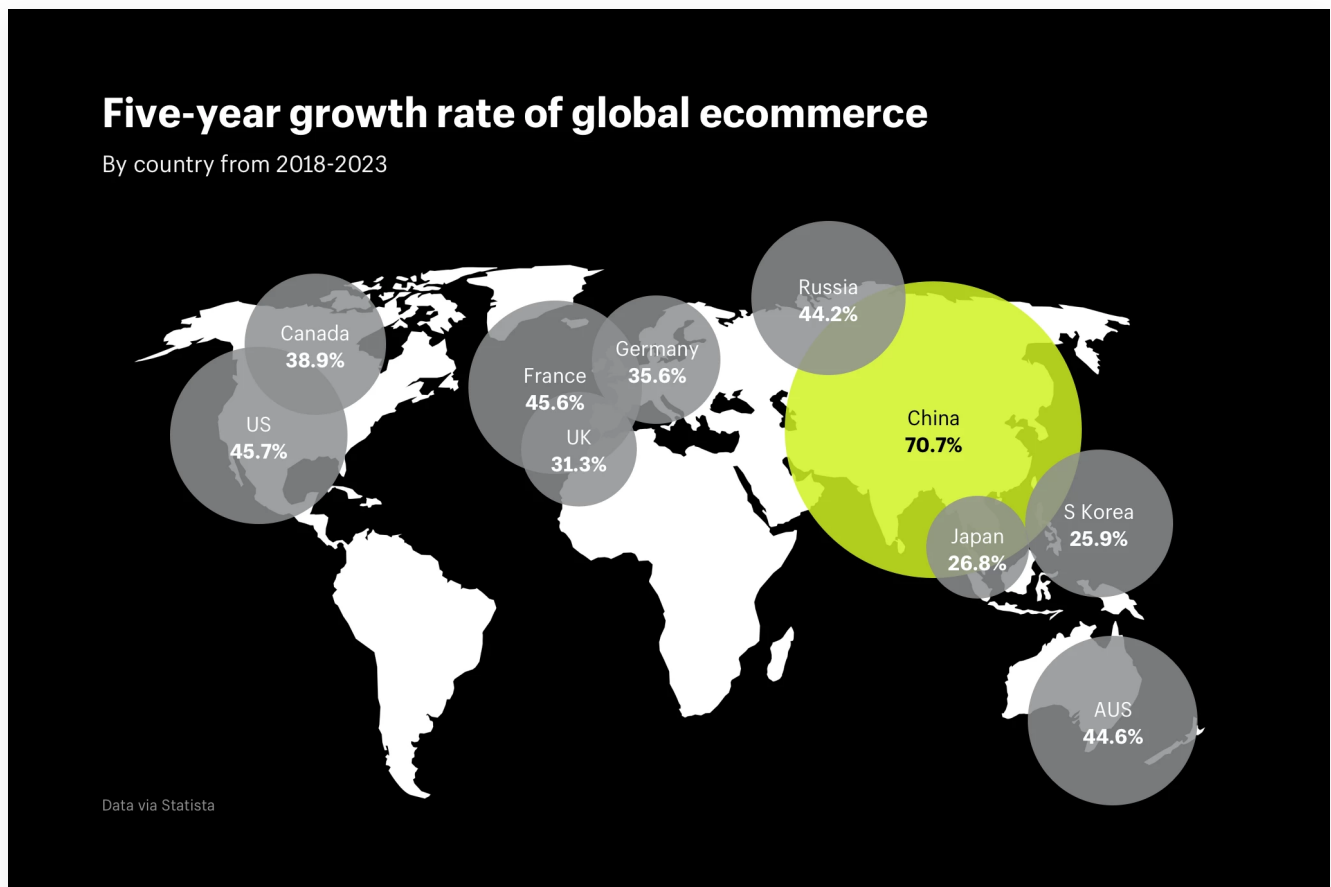 Five-year growth rate of global ecommerce
By country from 2018-2023
Russia
44.2%
Canada
38.9%
Germany
35.6%
France
45.6%
US
45.7%
UK
31.3%
China
70.7%
S Korea
25.9%
Japan
26.8%
AUS
44.6%
Data via Statista